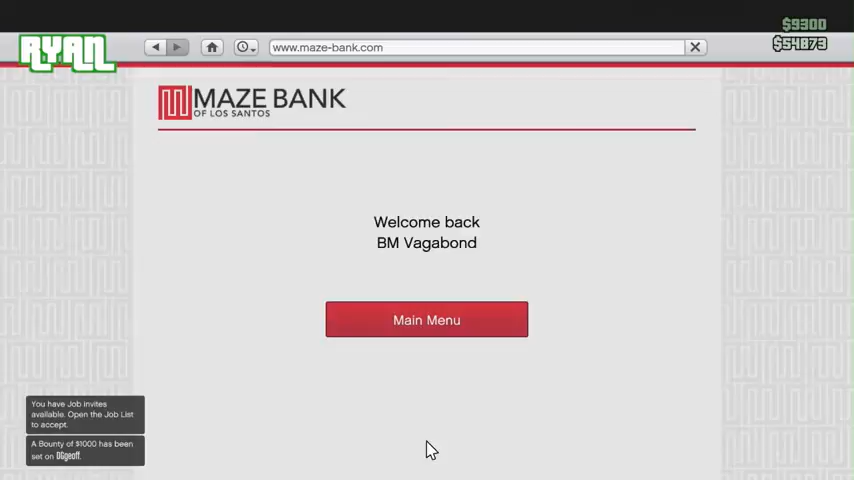 $9300
RYAN
www.maze-bank.com
$54873
MAZE BANK
OF LOS SANTOS
Welcome back
BM Vagabond
Main Menu
You have Job invites
available. Open the Job List
to accept.
A Bounty of $1000 has been
set on DGgeoff.